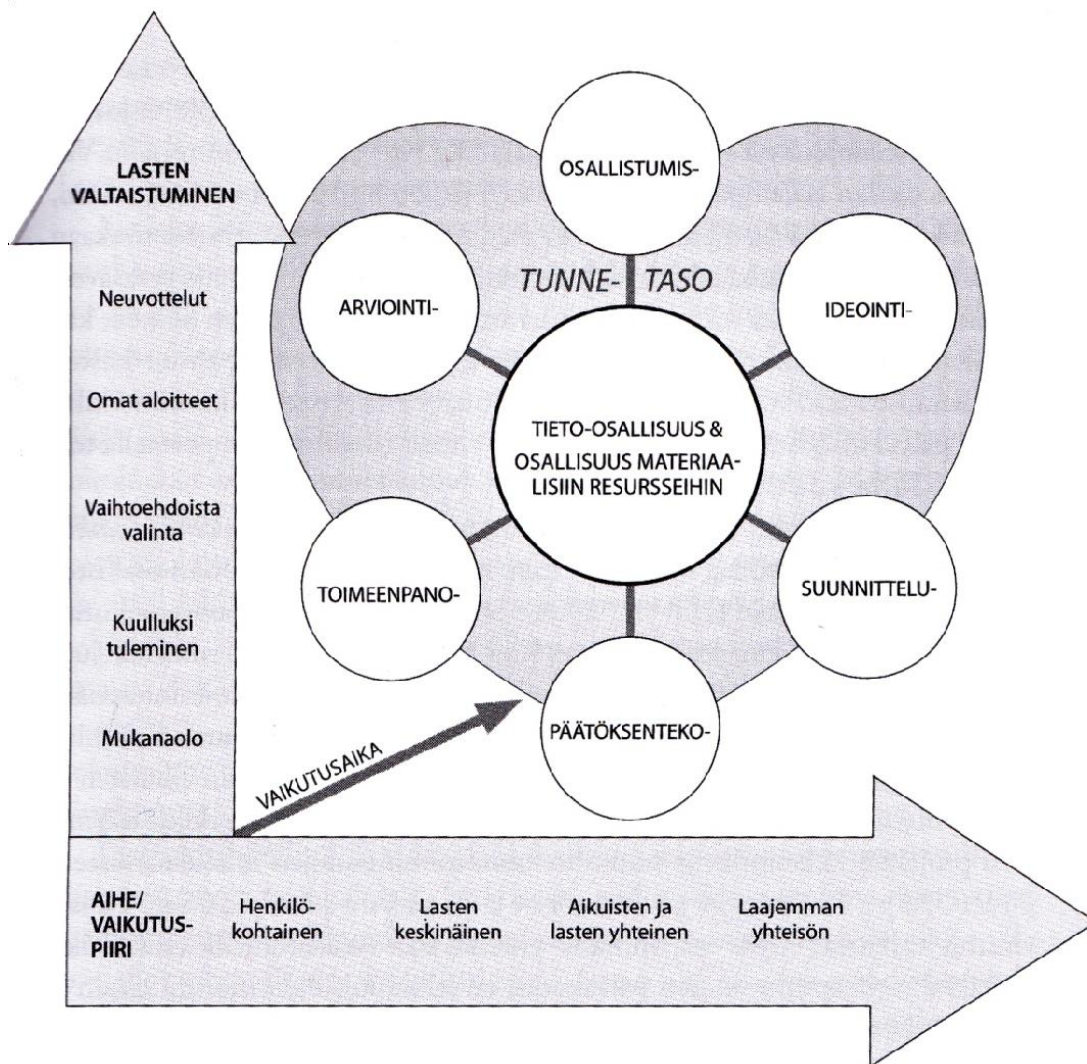 LASTEN
VALTAISTUMINEN
Neuvottelut
Omat aloitteet
Vaihtoehdoista
valinta
Kuulluksi
tuleminen
Mukanaolo
OSALLISTUMIS-
TUNNE- TASO
ARVIOINTI-
IDEOINTI-
TIETO-OSALLISUUS &
OSALLISUUS MATERIAA-
LISIIN RESURSSEIHIN
TOIMEENPANO-
SUUNNITTELU-
PÄÄTÖKSENTEKO-
VAIKUTUSAIKA
AIHE/
VAIKUTUS-
PIIRI
Henkilö-
kohtainen
Lasten
keskinäinen
Aikuisten ja
lasten yhteinen
Laajemman
yhteisön